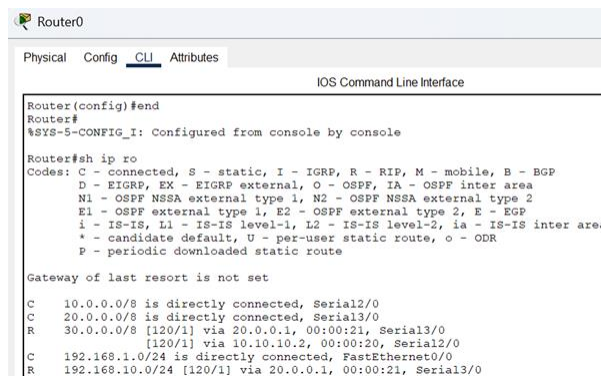 Router0
Physical Config CLI Attributes
IOS Command Line Interface
Router(config)#end
Router#
%SYS-5-CONFIG_I: Configured from console by console
Router#sh ip ro
Codes: C - connected, S - static, I - IGRP, R - RIP, M - mobile, B - BGP
D - EIGRP, EX - EIGRP external, O - OSPF, IA - OSPF inter area
N1 - OSPF NSSA external type 1, N2 - OSPF NSSA external type 2
E1 - OSPF external type 1, E2 - OSPF external type 2, E - EGP
i - IS-IS, L1 - IS-IS level-1, L2 - IS-IS level-2, ia - IS-IS inter area
* - candidate default, U - per-user static route, o - ODR
P - periodic downloaded static route
Gateway of last resort is not set
C 10.0.0.0/8 is directly connected, Serial2/0
C 20.0.0.0/8 is directly connected, Serial3/0
R 30.0.0.0/8 [120/1] via 20.0.0.1, 00:00:21, Serial3/0
[120/1] via 10.10.10.2, 00:00:20, Serial2/0
C 192.168.1.0/24 is directly connected, FastEthernet0/0
R 192.168.10.0/24 [120/1] via 20.0.0.1, 00:00:21, Serial3/0